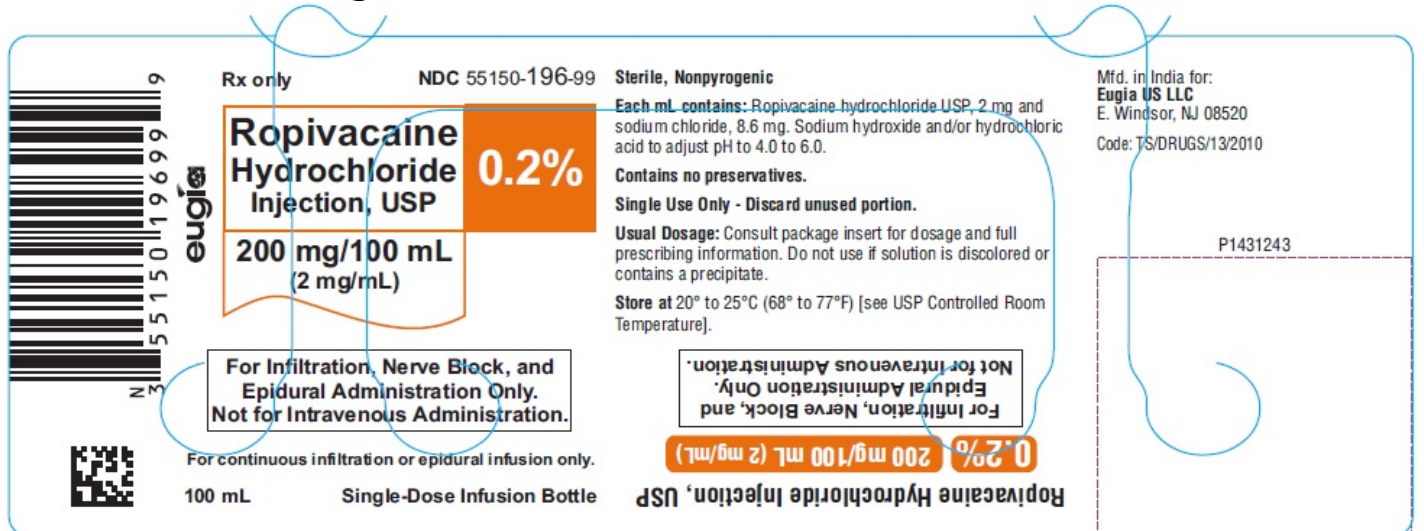 3 55150 19699 9
N
eugia
Rx only NDC 55150-196-99
Ropivacaine
Hydrochloride
Injection, USP
0.2%
200 mg/100 mL
(2 mg/mL)
For Infiltration, Nerve Block, and
Epidural Administration Only.
Not for Intravenous Administration.
For continuous infiltration or epidural infusion only.
100 mL Single-Dose Infusion Bottle
Sterile, Nonpyrogenic
Each mL contains: Ropivacaine hydrochloride USP, 2 mg and
sodium chloride, 8.6 mg. Sodium hydroxide and/or hydrochloric
acid to adjust pH to 4.0 to 6.0.
Contains no preservatives.
Single Use Only - Discard unused portion.
Usual Dosage: Consult package insert for dosage and full
prescribing information. Do not use if solution is discolored or
contains a precipitate.
Store at 20° to 25°C (68° to 77°F) [see USP Controlled Room
Temperature].
Ropivacaine Hydrochloride Injection, USP
0.2% 200 mg/100 mL (2 mg/mL)
For Infiltration, Nerve Block, and
Epidural Administration Only.
Not for Intravenous Administration.
Mfd. in India for:
Eugia US LLC
E. Windsor, NJ 08520
Code: TS/DRUGS/13/2010
P1431243